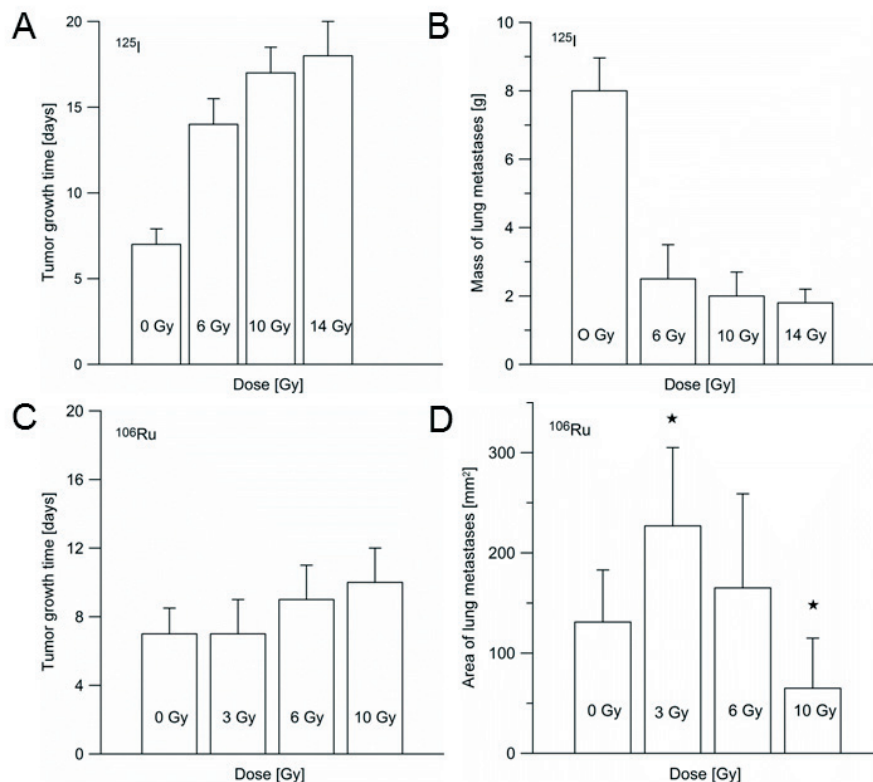 A
20
15
10
5
0
Tumor growth time [days]
¹²⁵I
0 Gy
6 Gy
10 Gy
14 Gy
Dose [Gy]
B
10
8
6
4
2
0
Mass of lung metastases [g]
¹²⁵I
O Gy
6 Gy
10 Gy
14 Gy
Dose [Gy]
C
20
16
12
8
4
0
Tumor growth time [days]
¹⁰⁶Ru
0 Gy
3 Gy
6 Gy
10 Gy
Dose [Gy]
D
300
200
100
0
Area of lung metastases [mm²]
¹⁰⁶Ru
★
★
0 Gy
3 Gy
6 Gy
10 Gy
Dose [Gy]